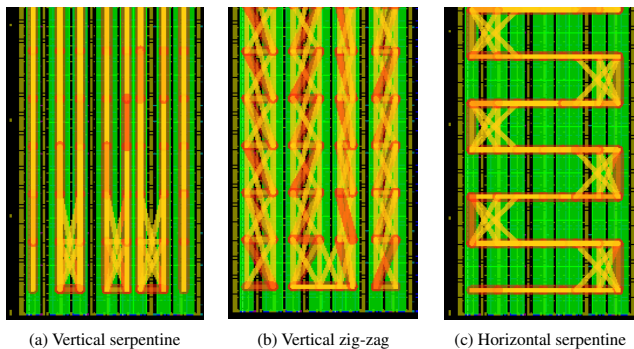 (a) Vertical serpentine
(b) Vertical zig-zag
(c) Horizontal serpentine